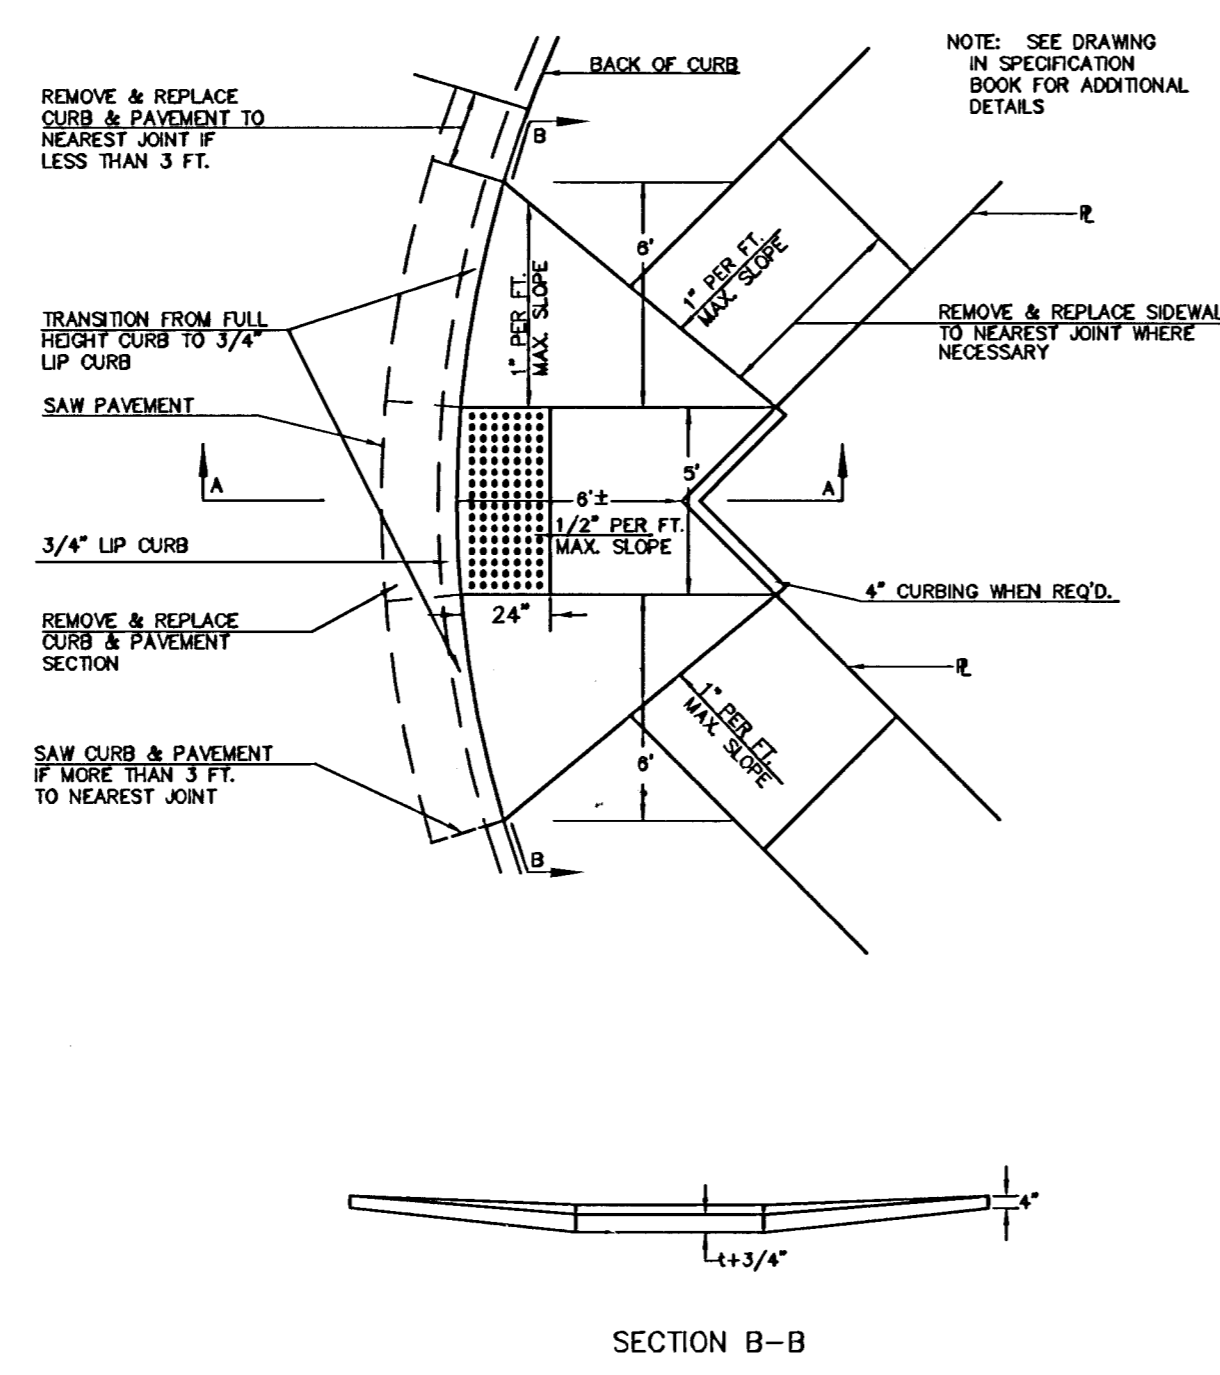 NOTE: SEE DRAWING
IN SPECIFICATION
BOOK FOR ADDITIONAL
DETAILS
BACK OF CURB
REMOVE & REPLACE
CURB & PAVEMENT TO
NEAREST JOINT IF
LESS THAN 3 FT.
B
PL
6'
1" PER FT.
MAX. SLOPE
1" PER FT.
MAX. SLOPE
REMOVE & REPLACE SIDEWAL
TO NEAREST JOINT WHERE
NECESSARY
TRANSITION FROM FULL
HEIGHT CURB TO 3/4"
LIP CURB
SAW PAVEMENT
A
5'
A
6'±
1/2" PER FT.
MAX. SLOPE
3/4" LIP CURB
4" CURBING WHEN REQ'D.
24"
REMOVE & REPLACE
CURB & PAVEMENT
SECTION
PL
1" PER FT.
MAX. SLOPE
6'
SAW CURB & PAVEMENT
IF MORE THAN 3 FT.
TO NEAREST JOINT
B
4"
t+3/4"
SECTION B-B